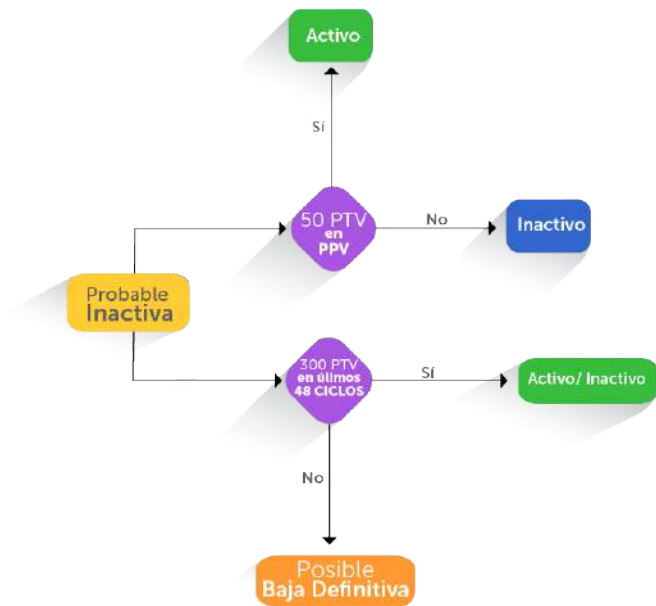 Activo
Sí
50 PTV
en
PPV
No
Inactivo
Probable
Inactiva
300 PTV
en úlimos
48 CICLOS
Sí
Activo/ Inactivo
No
Posible
Baja Definitiva